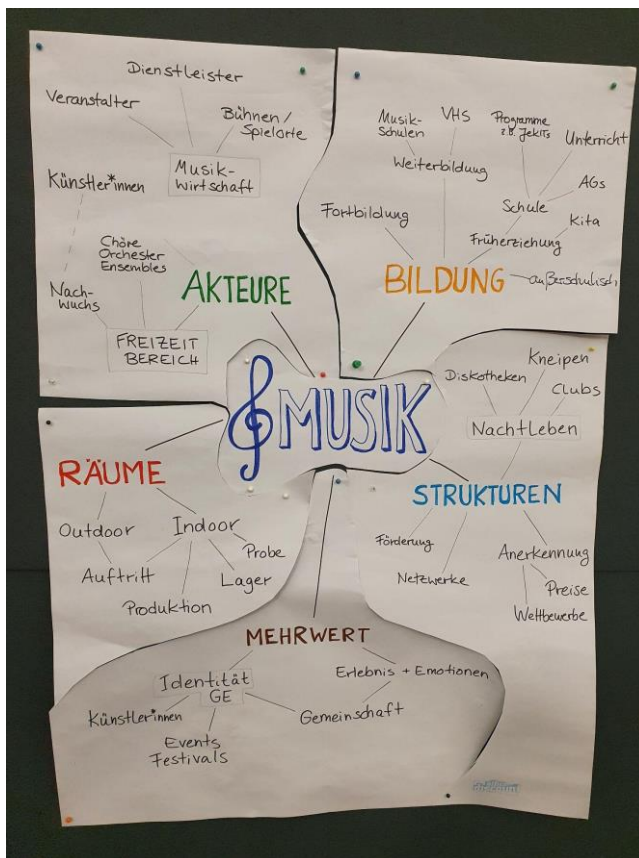 Dienstleister
Veranstalter
Bühnen/
Spielorte
Musik-
wirtschaft
Künstler*innen
Chöre
Orchester
Ensembles
Nach-
wuchs
AKTEURE
FREIZEIT
BEREICH
Musik-
Schulen
VHS
Programme
z.B. JeKits
Unterricht
Weiterbildung
AGs
Schule
Fortbildung
Kita
Früherziehung
BILDUNG
außerschulisch
MUSIK
Kneipen
Diskotheken
Clubs
Nachtleben
STRUKTUREN
Förderung
Anerkennung
Netzwerke
Preise
Wettbewerbe
RÄUME
Outdoor
Indoor
Probe
Auftritt
Lager
Produktion
MEHRWERT
Identität
GE
Erlebnis + Emotionen
Künstler*innen
Gemeinschaft
Events
Festivals